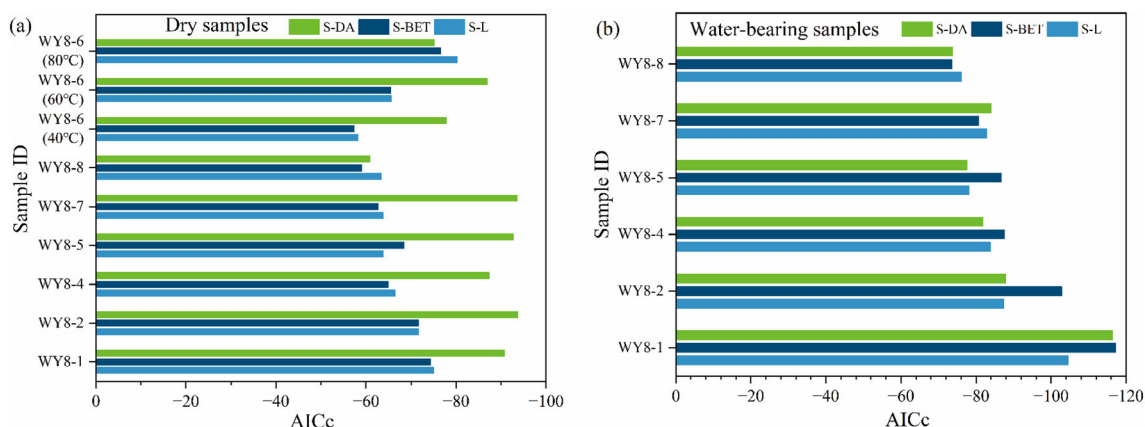 (a)
Dry samples
S-DA S-BET S-L
Sample ID
WY8-6
(80°C)
WY8-6
(60°C)
WY8-6
(40°C)
WY8-8
WY8-7
WY8-5
WY8-4
WY8-2
WY8-1
0 −20 −40 −60 −80 −100
AICc
(b)
Water-bearing samples
S-DA S-BET S-L
Sample ID
WY8-8
WY8-7
WY8-5
WY8-4
WY8-2
WY8-1
0 −20 −40 −60 −80 −100 −120
AICc